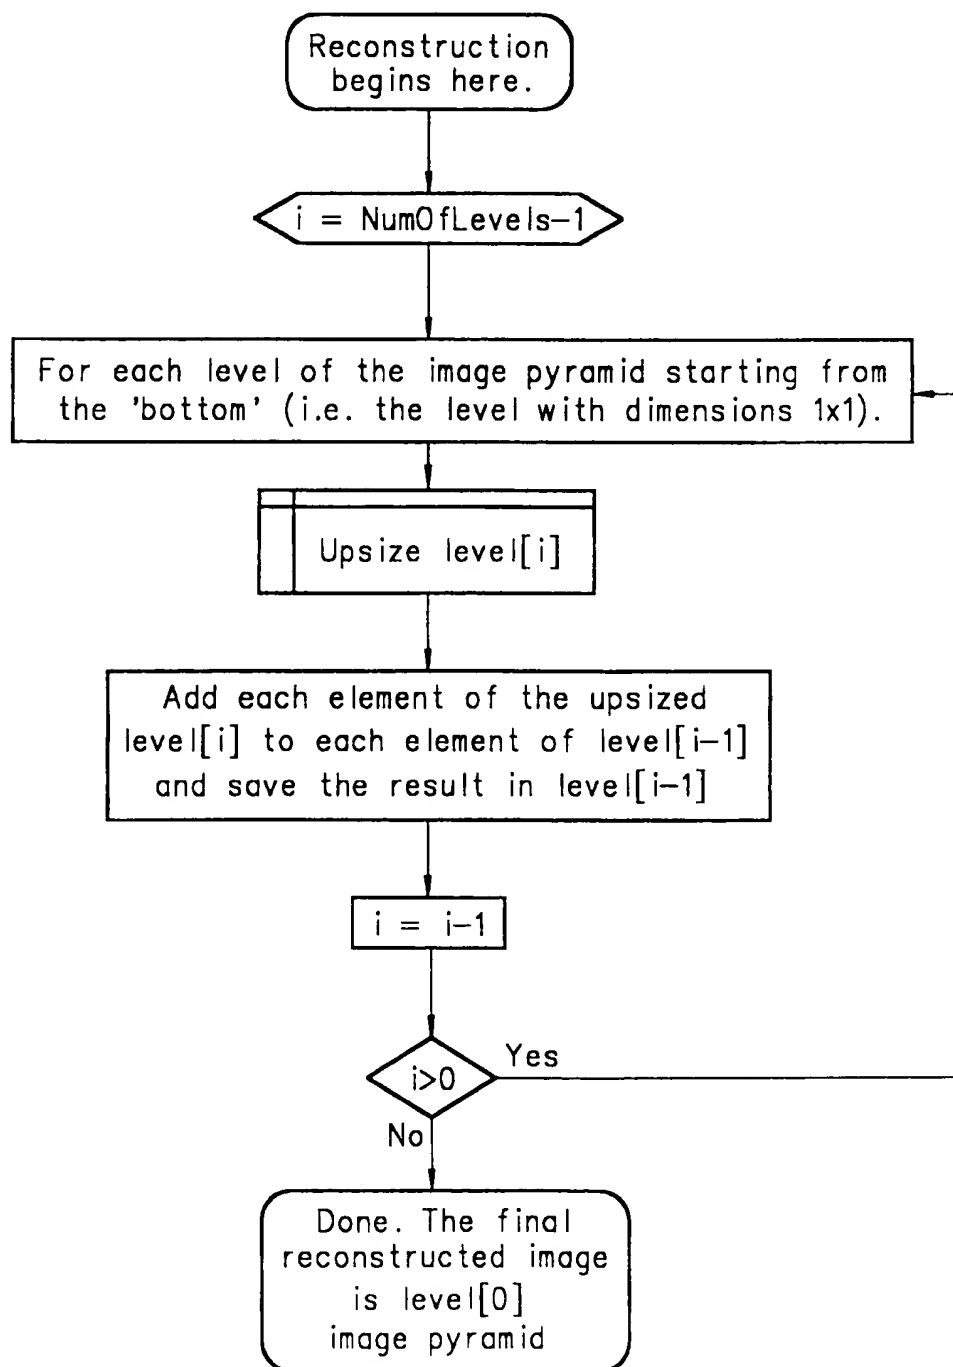 Reconstruction
begins here.
i = NumOfLevels-1
For each level of the image pyramid starting from
the 'bottom' (i.e. the level with dimensions 1x1).
Upsize level[i]
Add each element of the upsized
level[i] to each element of level[i-1]
and save the result in level[i-1]
i = i-1
i>0
Yes
No
Done. The final
reconstructed image
is level[0]
image pyramid